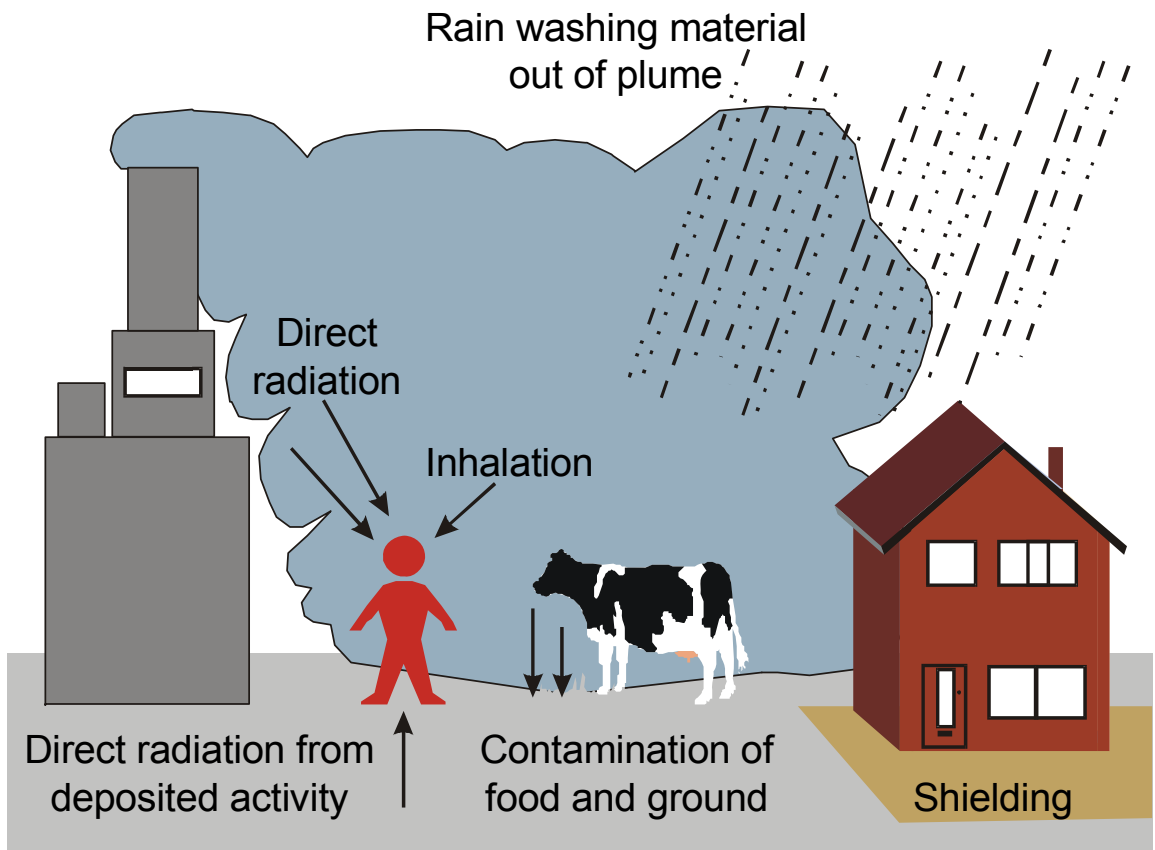 Rain washing material
out of plume
Direct
radiation
Inhalation
Direct radiation from
deposited activity
Contamination of
food and ground
Shielding